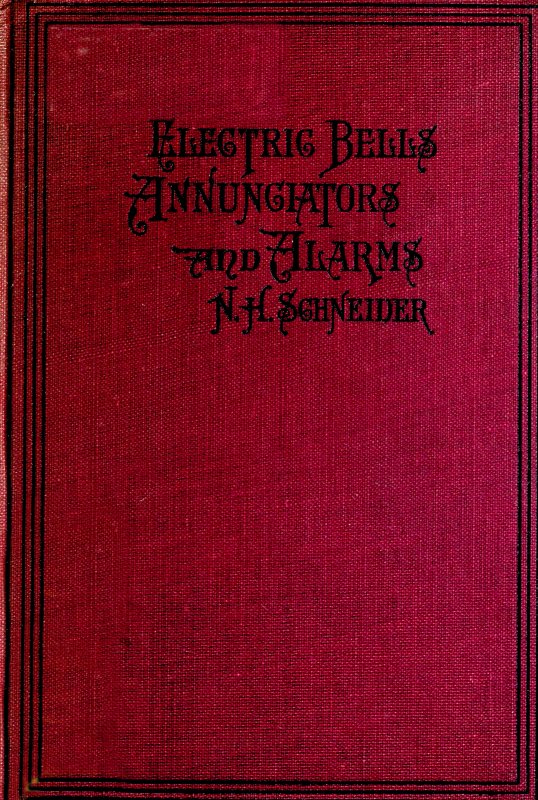 Electric Bells
Annunciators
and Alarms
N. H. Schneider